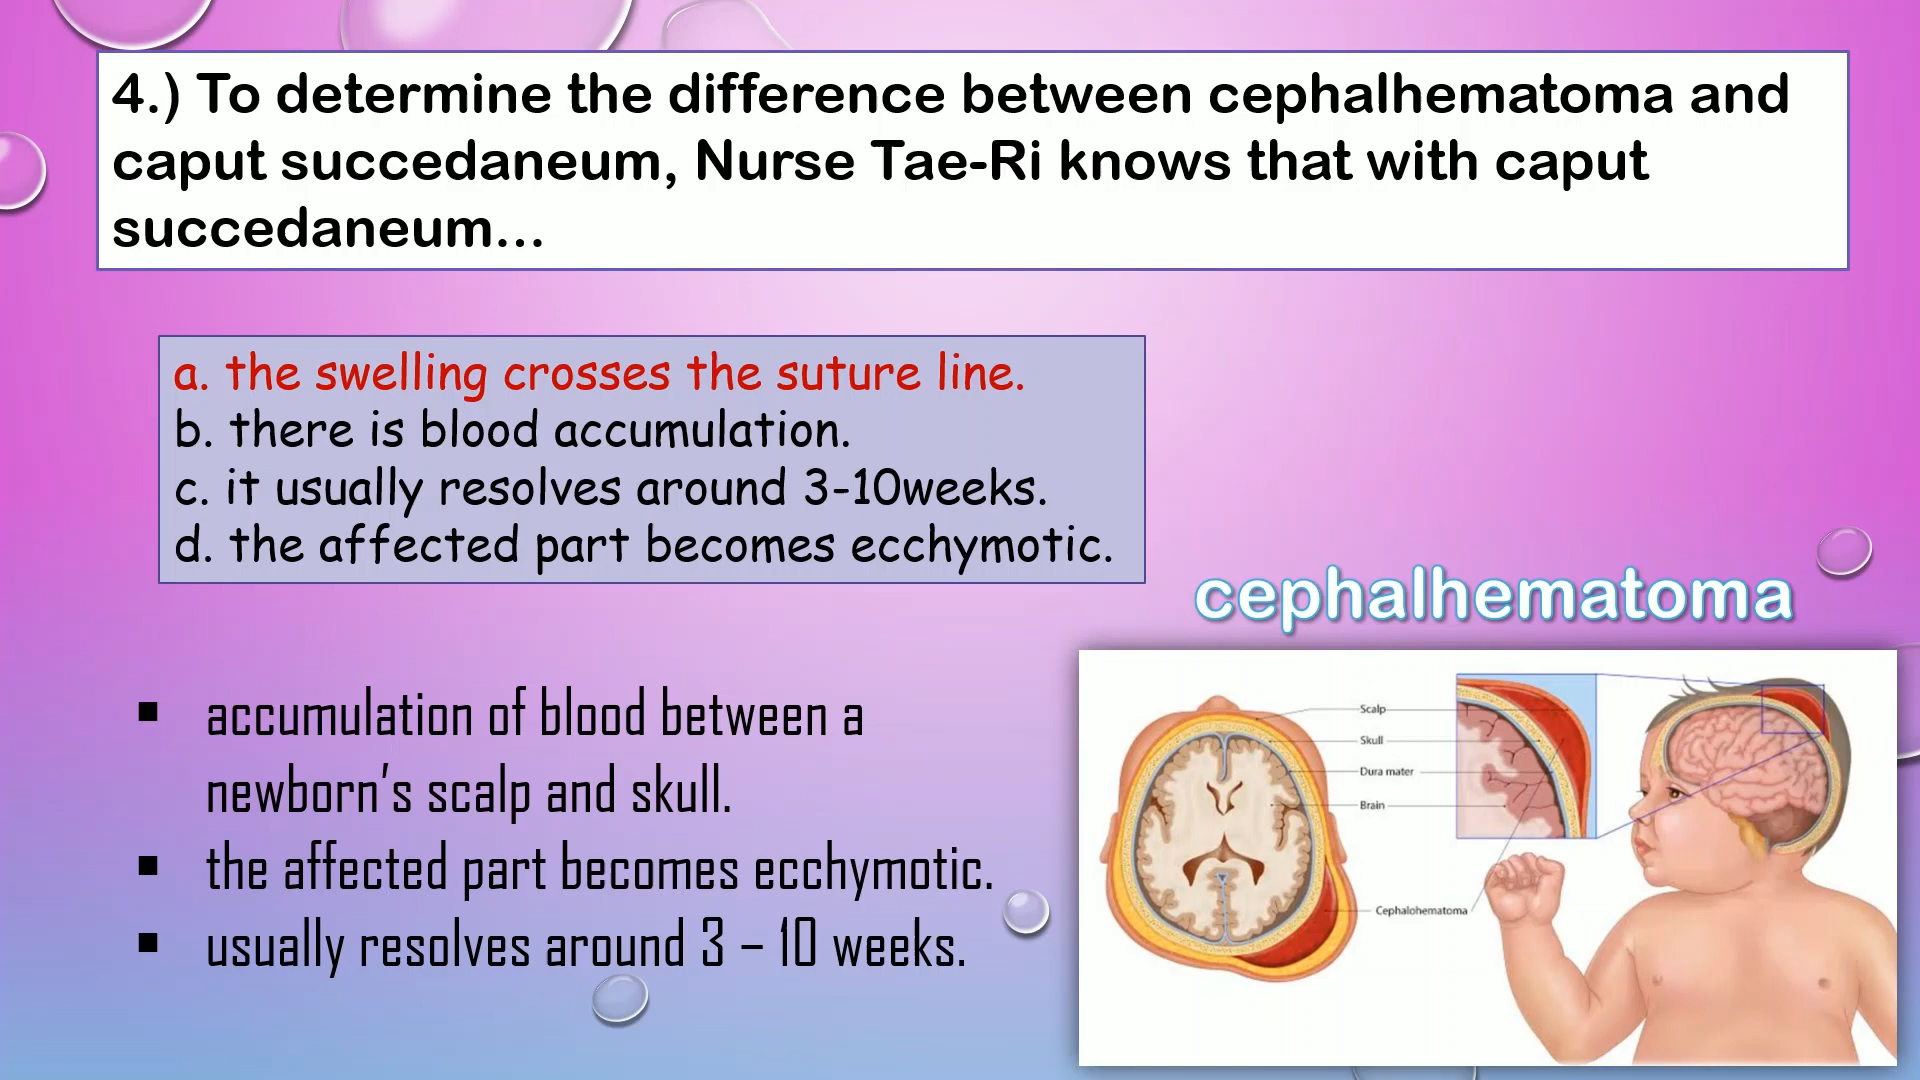 4.) To determine the difference between cephalhematoma and
caput succedaneum, Nurse Tae-Ri knows that with caput
succedaneum...
a. the swelling crosses the suture line.
b. there is blood accumulation.
c. it usually resolves around 3-10weeks.
d. the affected part becomes ecchymotic.
cephalhematoma
▪ accumulation of blood between a
newborn's scalp and skull.
▪ the affected part becomes ecchymotic.
▪ usually resolves around 3 – 10 weeks.
Scalp
Skull
Dura mater
Brain
Cephalohematoma